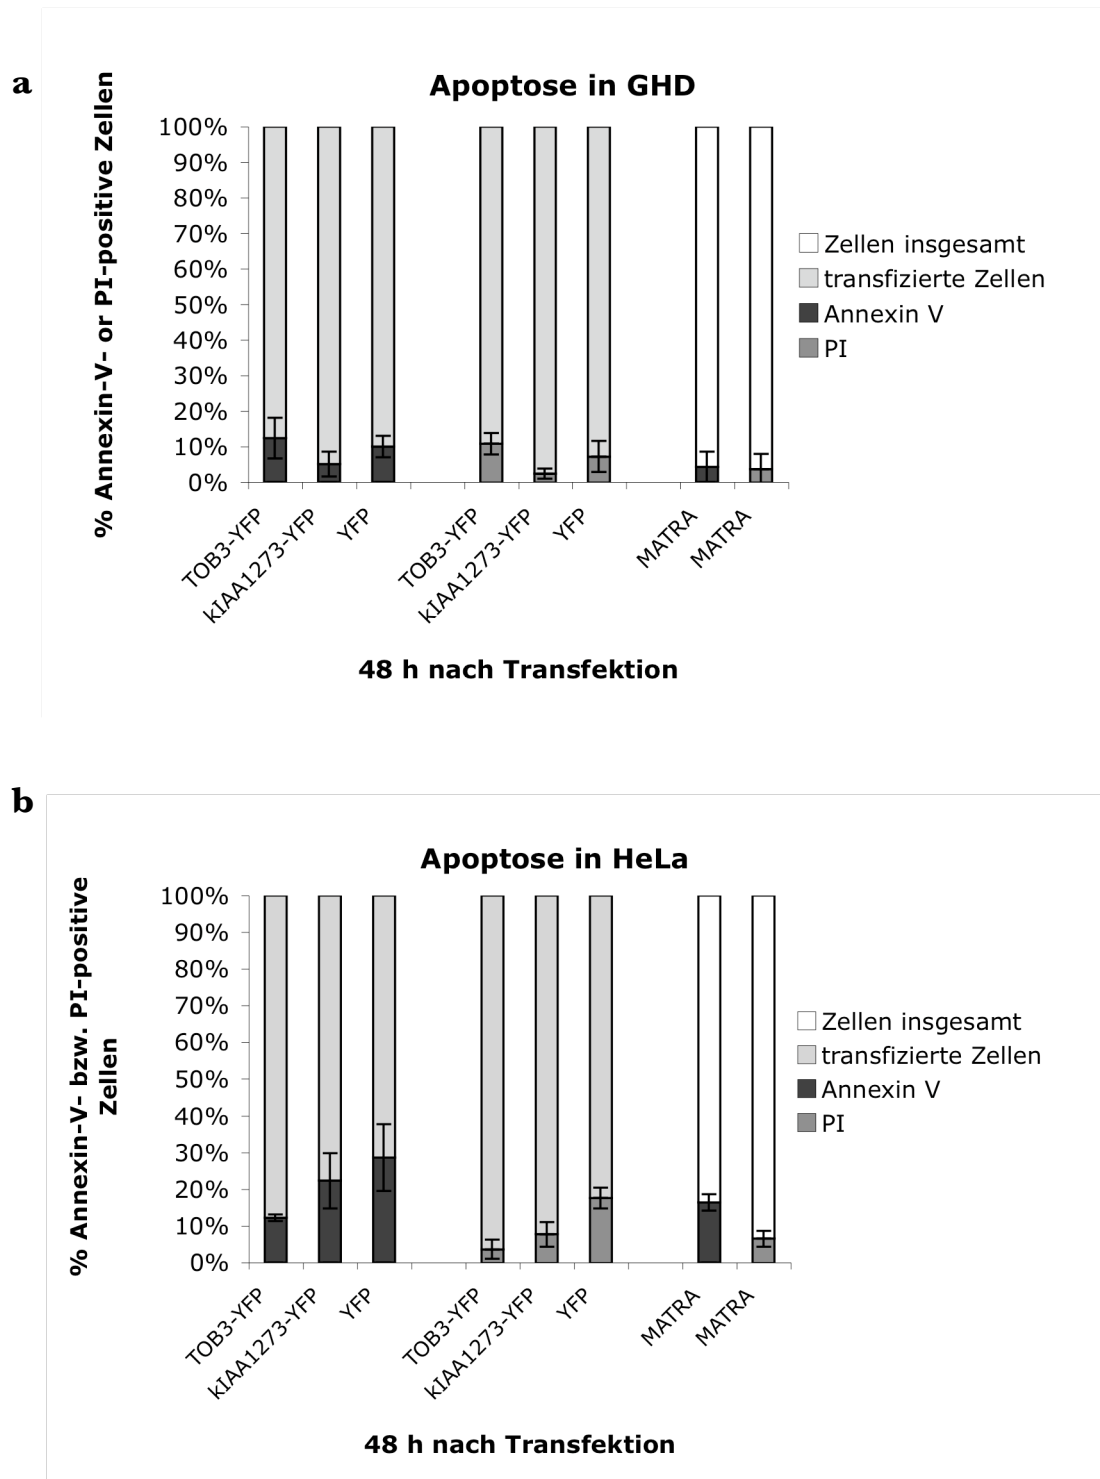 a
Apoptose in GHD
% Annexin-V- or PI-positive Zellen
100%
90%
80%
70%
60%
50%
40%
30%
20%
10%
0%
Zellen insgesamt
transfizierte Zellen
Annexin V
PI
TOB3-YFP
kIAA1273-YFP
YFP
TOB3-YFP
kIAA1273-YFP
YFP
MATRA
MATRA
48 h nach Transfektion
b
Apoptose in HeLa
% Annexin-V- bzw. PI-positive
Zellen
100%
90%
80%
70%
60%
50%
40%
30%
20%
10%
0%
Zellen insgesamt
transfizierte Zellen
Annexin V
PI
TOB3-YFP
kIAA1273-YFP
YFP
TOB3-YFP
kIAA1273-YFP
YFP
MATRA
MATRA
48 h nach Transfektion